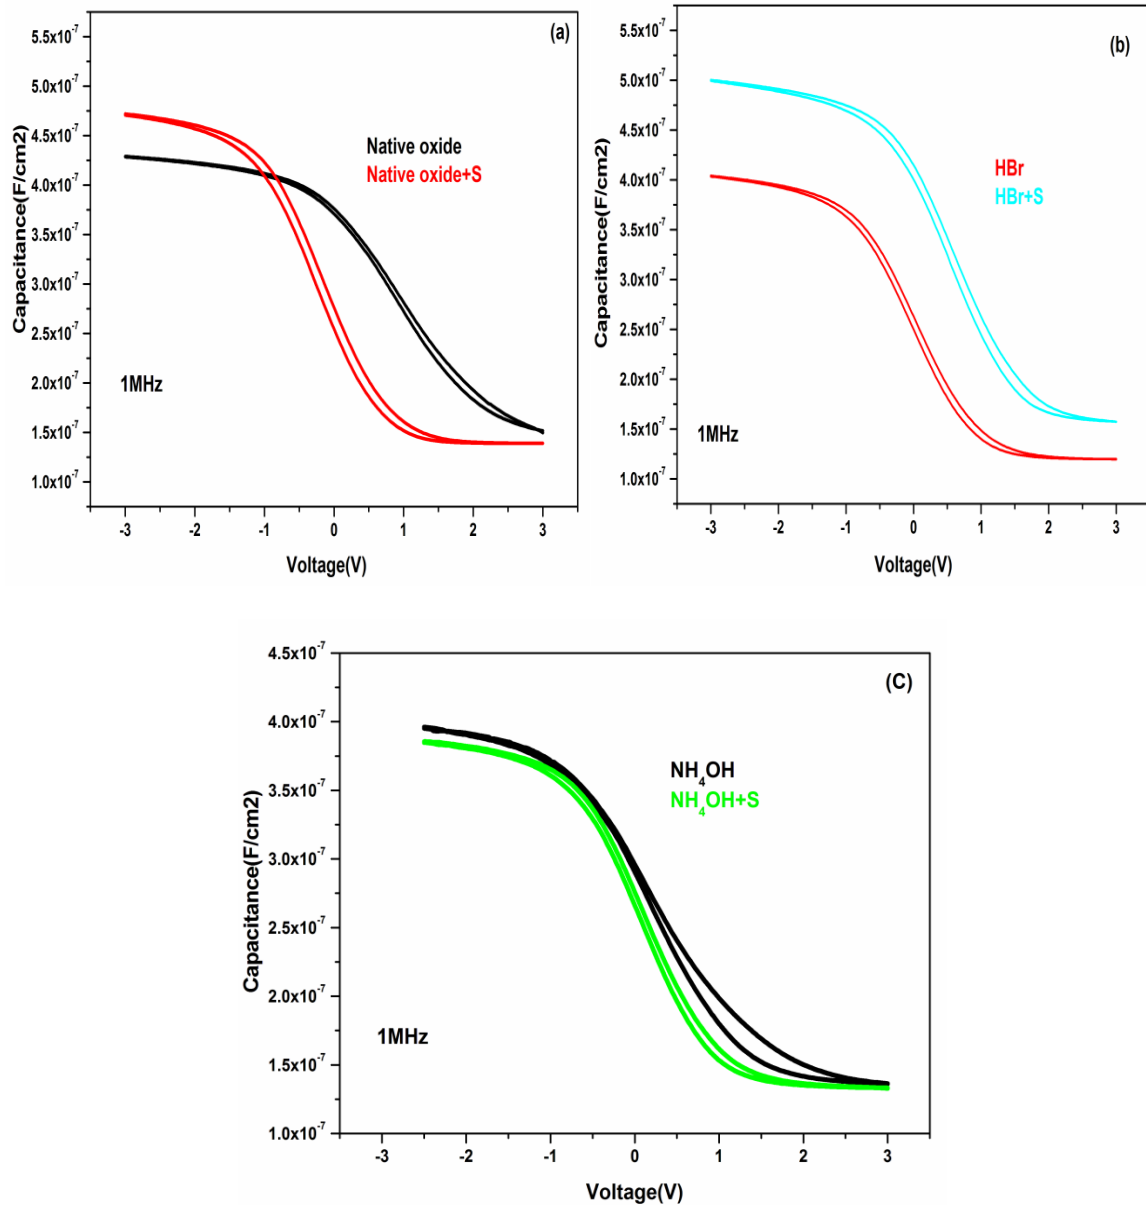 (a)
5.5x10-7
5.0x10-7
4.5x10-7
4.0x10-7
3.5x10-7
3.0x10-7
2.5x10-7
2.0x10-7
1.5x10-7
1.0x10-7
Capacitance(F/cm2)
Native oxide
Native oxide+S
1MHz
-3 -2 -1 0 1 2 3
Voltage(V)
(b)
5.5x10-7
5.0x10-7
4.5x10-7
4.0x10-7
3.5x10-7
3.0x10-7
2.5x10-7
2.0x10-7
1.5x10-7
1.0x10-7
Capacitance(F/cm2)
HBr
HBr+S
1MHz
-3 -2 -1 0 1 2 3
Voltage(V)
(C)
4.5x10-7
4.0x10-7
3.5x10-7
3.0x10-7
2.5x10-7
2.0x10-7
1.5x10-7
1.0x10-7
Capacitance(F/cm2)
NH4OH
NH4OH+S
1MHz
-3 -2 -1 0 1 2 3
Voltage(V)